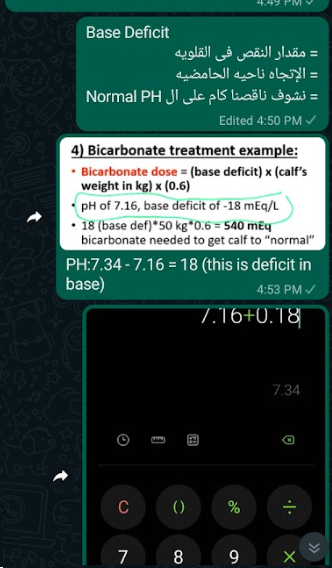 4:49 PM ✓
Base Deficit
= مقدار النقص فى القلويه
= الإتجاه ناحيه الحامضيه
= نشوف ناقصنا كام على ال Normal PH
Edited 4:50 PM ✓
4) Bicarbonate treatment example:
• Bicarbonate dose = (base deficit) x (calf's
weight in kg) x (0.6)
• pH of 7.16, base deficit of -18 mEq/L
• 18 (base def)*50 kg*0.6 = 540 mEq
bicarbonate needed to get calf to "normal"
PH:7.34 - 7.16 = 18 (this is deficit in
base)
4:53 PM ✓
7.16+0.18
7.34
C () % ÷
7 8 9 ×